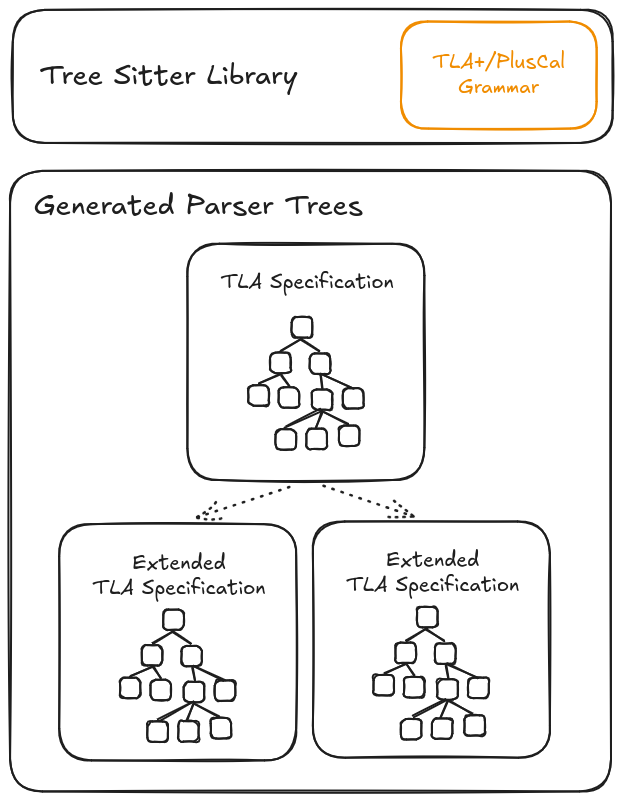 Tree Sitter Library
TLA+/PlusCal
Grammar
Generated Parser Trees
TLA Specification
Extended
TLA Specification
Extended
TLA Specification